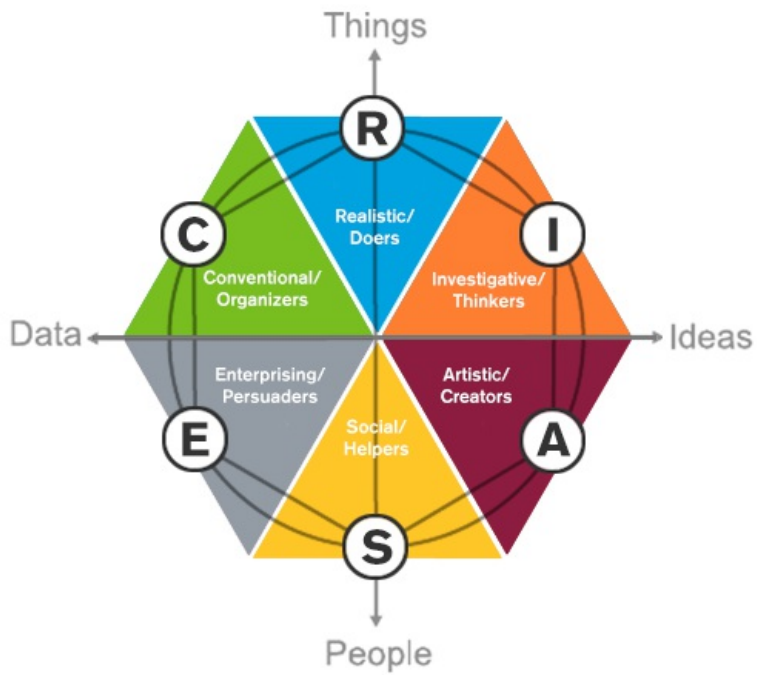 Things
R
C
I
Realistic/
Doers
Conventional/
Organizers
Investigative/
Thinkers
Data
Ideas
Enterprising/
Persuaders
Artistic/
Creators
Social/
Helpers
E
A
S
People